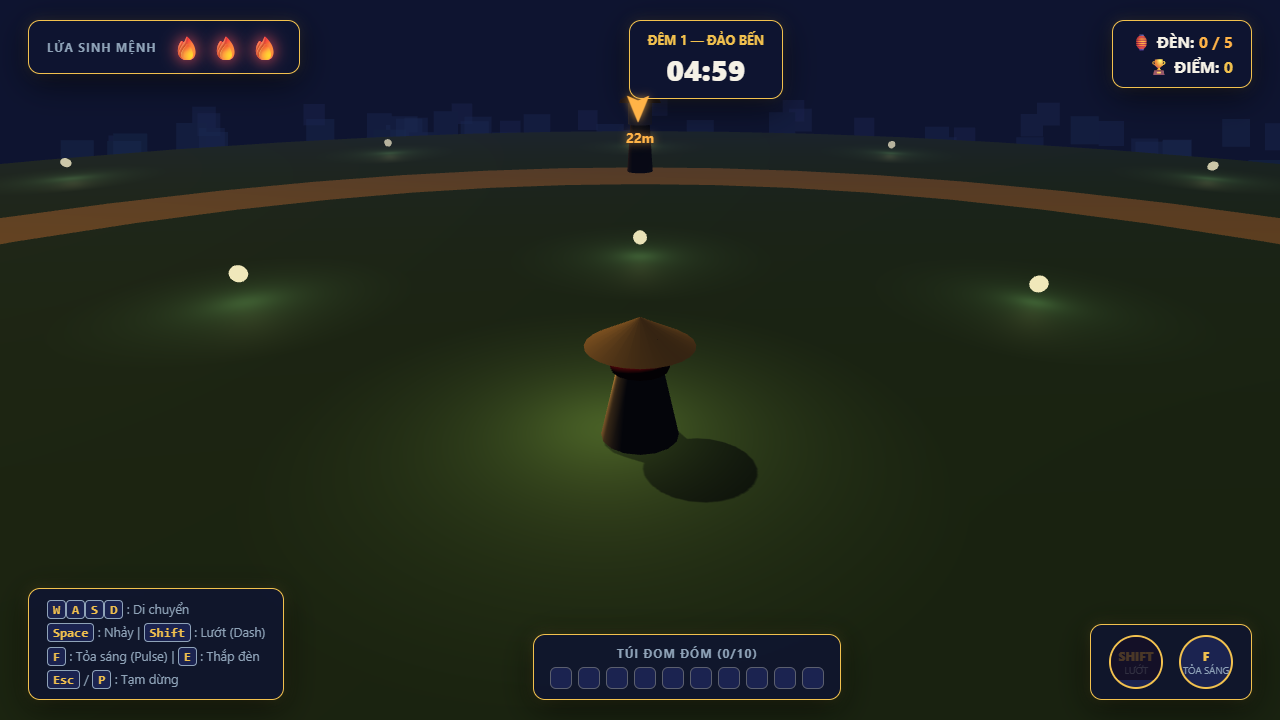 LỬA SINH MỆNH
ĐÊM 1 — ĐẢO BẾN
04:59
ĐÈN: 0 / 5
ĐIỂM: 0
22m
W A S D : Di chuyển
Space : Nhảy | Shift : Lướt (Dash)
F : Tỏa sáng (Pulse) | E : Thắp đèn
Esc / P : Tạm dừng
TÚI ĐOM ĐÓM (0/10)
SHIFT
LƯỚT
F
TỎA SÁNG